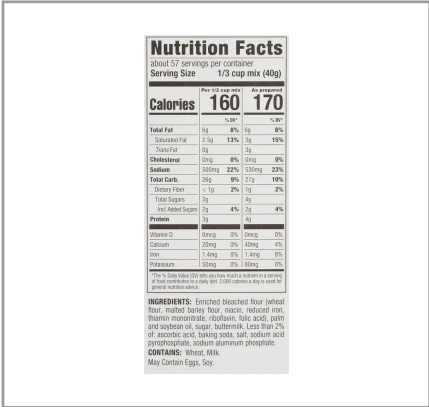 Nutrition Facts
about 57 servings per container
Serving Size 1/3 cup mix (40g)
Per 1/3 cup mix As prepared
Calories 160 170
% DV* % DV*
Total Fat 6g 8% 6g 8%
Saturated Fat 2.5g 13% 3g 15%
Trans Fat 0g 3g
Cholesterol 0mg 0% 0mg 0%
Sodium 500mg 22% 530mg 23%
Total Carb. 26g 9% 27g 10%
Dietary Fiber < 1g 2% 1g 2%
Total Sugars 3g 4g
Incl. Added Sugars 2g 4% 2g 4%
Protein 3g 4g
Vitamin D 0mcg 0% 0mcg 0%
Calcium 20mg 0% 40mg 4%
Iron 1.4mg 8% 1.4mg 8%
Potassium 50mg 0% 80mg 0%
*The % Daily Value (DV) tells you how much a nutrient in a serving
of food contributes to a daily diet. 2,000 calories a day is used for
general nutrition advice.
INGREDIENTS: Enriched bleached flour (wheat
flour, malted barley flour, niacin, reduced iron,
thiamin mononitrate, riboflavin, folic acid), palm
and soybean oil, sugar, buttermilk, Less than 2%
of: ascorbic acid, baking soda, salt, sodium acid
pyrophosphate, sodium aluminum phosphate.
CONTAINS: Wheat, Milk.
May Contain Eggs, Soy.